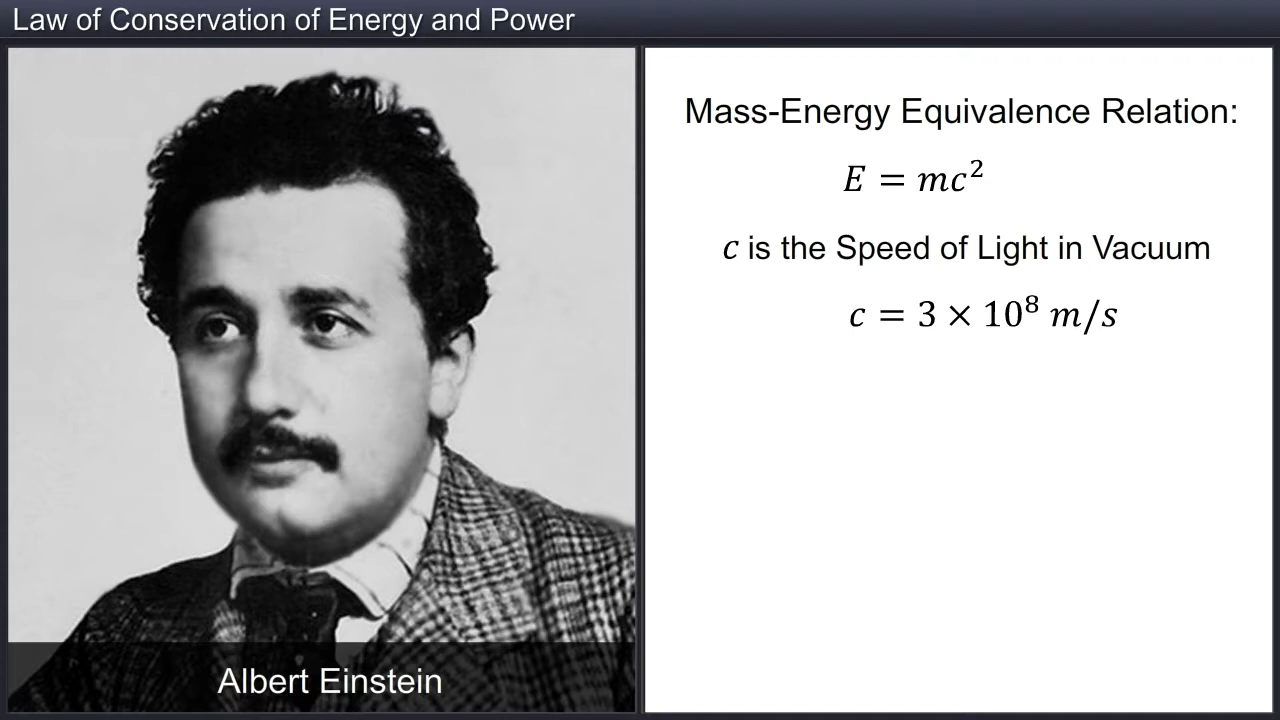 Law of Conservation of Energy and Power
Mass-Energy Equivalence Relation:
E = mc²
c is the Speed of Light in Vacuum
c = 3 × 10⁸ m/s
Albert Einstein